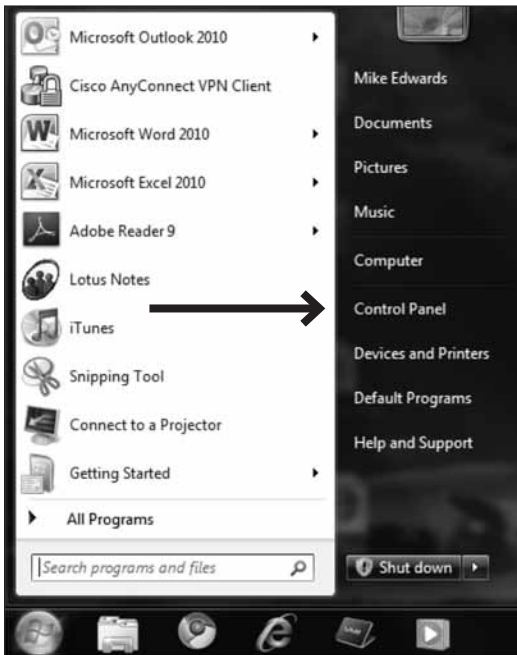 Microsoft Outlook 2010
Cisco AnyConnect VPN Client
Microsoft Word 2010
Microsoft Excel 2010
Adobe Reader 9
Lotus Notes
iTunes
Snipping Tool
Connect to a Projector
Getting Started
All Programs
Search programs and files
Mike Edwards
Documents
Pictures
Music
Computer
Control Panel
Devices and Printers
Default Programs
Help and Support
Shut down